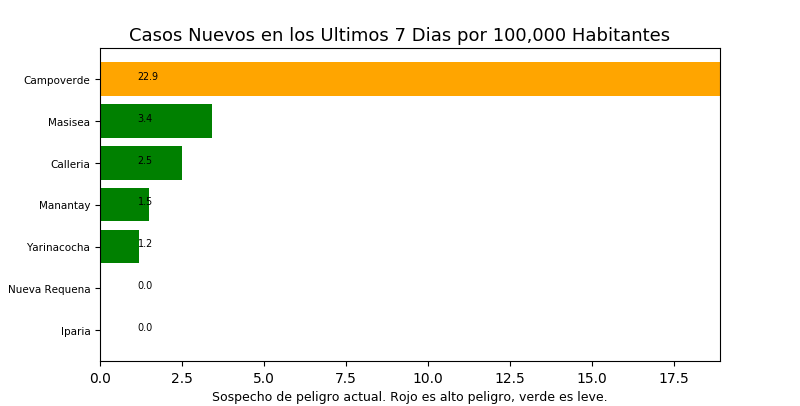 Casos Nuevos en los Ultimos 7 Dias por 100,000 Habitantes
Campoverde 22.9
Masisea 3.4
Calleria 2.5
Manantay 1.5
Yarinacocha 1.2
Nueva Requena 0.0
Iparia 0.0
0.0 2.5 5.0 7.5 10.0 12.5 15.0 17.5
Sospecho de peligro actual. Rojo es alto peligro, verde es leve.